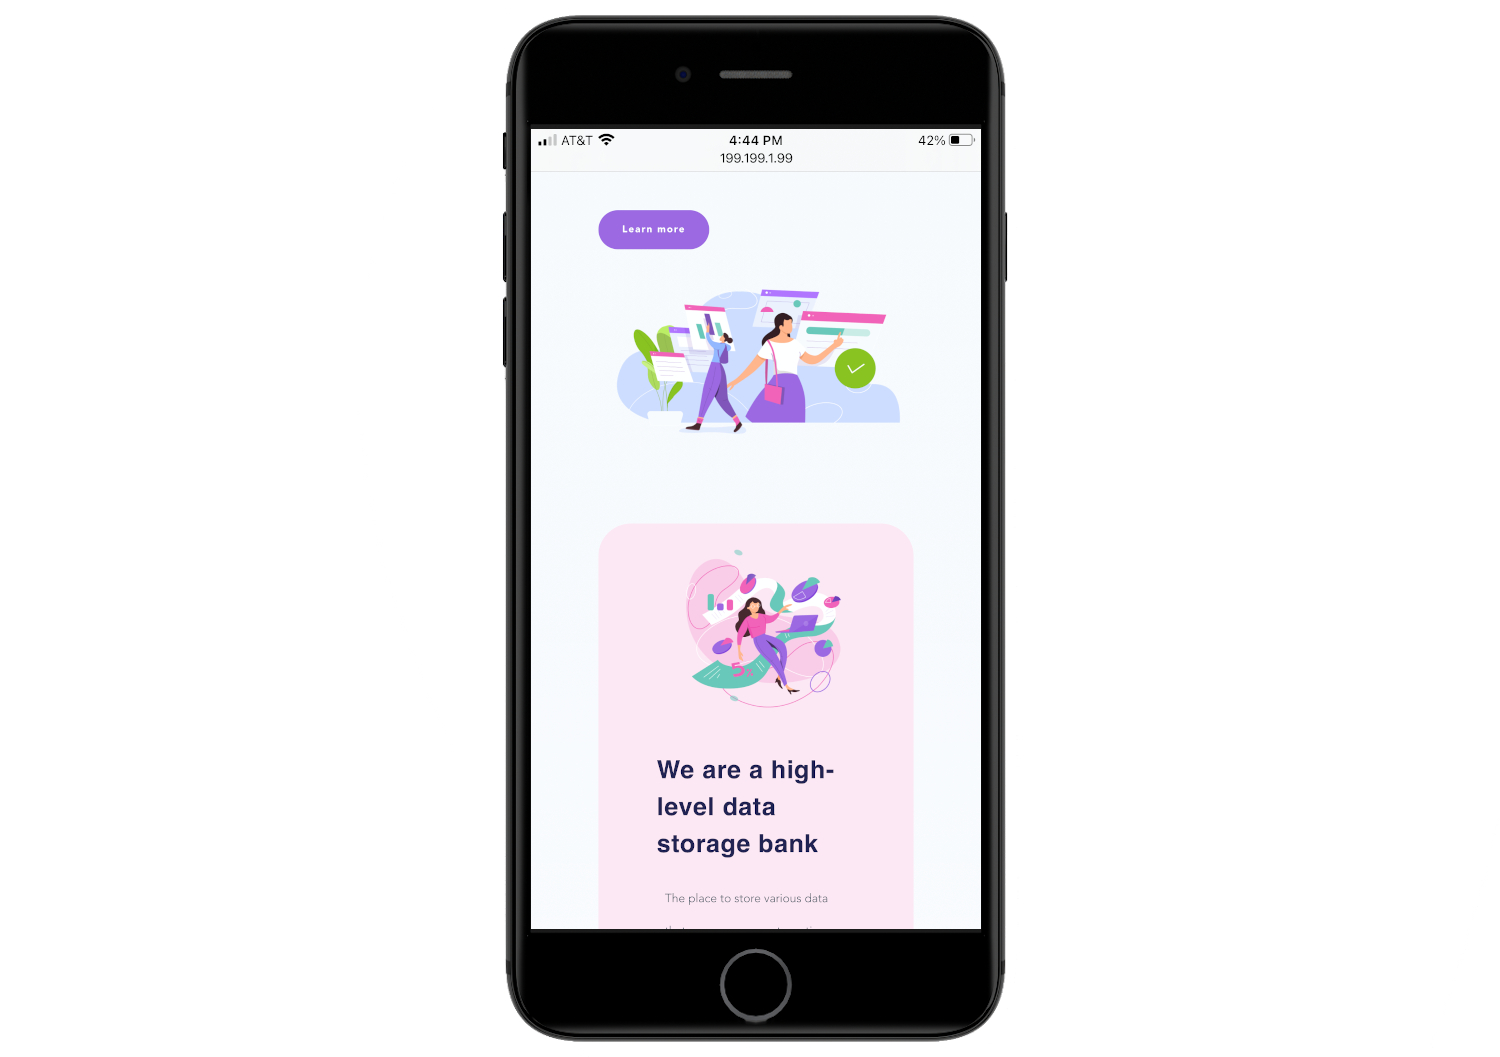 AT&T 4:44 PM 42%
199.199.1.99
Learn more
5%
We are a high-
level data
storage bank
The place to store various data